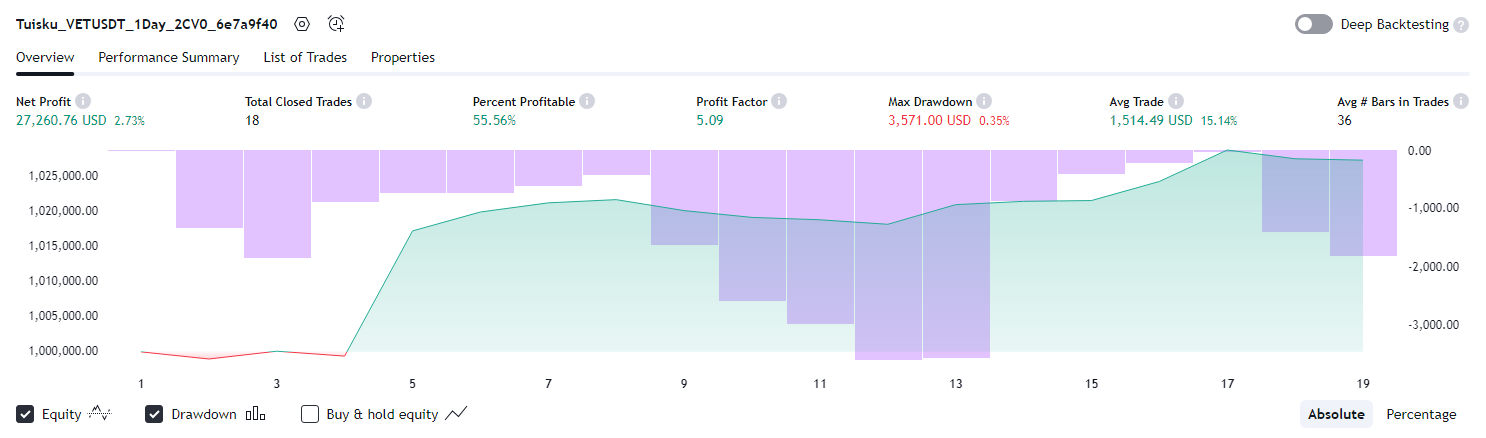 Tuisku_VETUSDT_1Day_2CV0_6e7a9f40
Deep Backtesting ?
Overview Performance Summary List of Trades Properties
Net Profit i Total Closed Trades i Percent Profitable i Profit Factor i Max Drawdown i Avg Trade i Avg # Bars in Trades i
27,260.76 USD 2.73% 18 55.56% 5.09 3,571.00 USD 0.35% 1,514.49 USD 15.14% 36
0.00
1,025,000.00
1,020,000.00 -1,000.00
1,015,000.00
1,010,000.00 -2,000.00
1,005,000.00 -3,000.00
1,000,000.00
1 3 5 7 9 11 13 15 17 19
Equity Drawdown Buy & hold equity Absolute Percentage